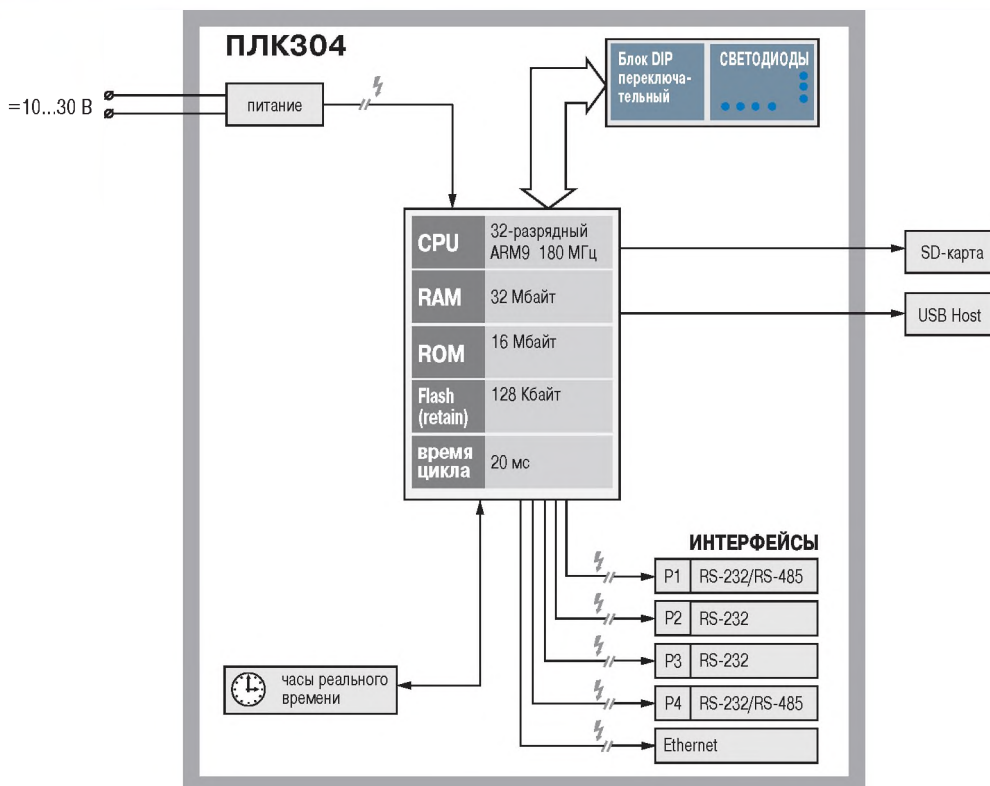 ПЛК304
=10...30 В
питание
Блок DIP
переключа-
тельный
СВЕТОДИОДЫ
CPU
32-разрядный
ARM9 180 МГц
RAM
32 Мбайт
ROM
16 Мбайт
Flash
(retain)
128 Кбайт
время
цикла
20 мс
SD-карта
USB Host
ИНТЕРФЕЙСЫ
P1 RS-232/RS-485
P2 RS-232
P3 RS-232
P4 RS-232/RS-485
Ethernet
часы реального
времени